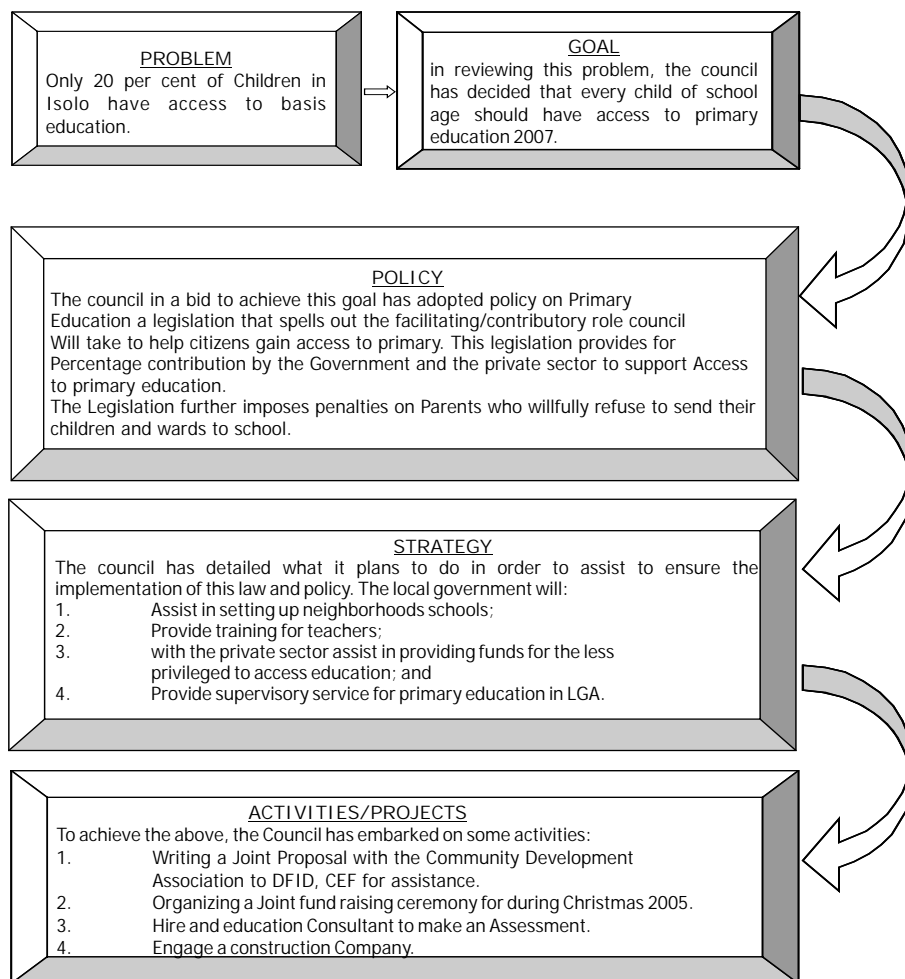 PROBLEM
Only 20 per cent of Children in
Isolo have access to basis
education.
GOAL
in reviewing this problem, the council
has decided that every child of school
age should have access to primary
education 2007.
POLICY
The council in a bid to achieve this goal has adopted policy on Primary
Education a legislation that spells out the facilitating/contributory role council
Will take to help citizens gain access to primary. This legislation provides for
Percentage contribution by the Government and the private sector to support Access
to primary education.
The Legislation further imposes penalties on Parents who willfully refuse to send their
children and wards to school.
STRATEGY
The council has detailed what it plans to do in order to assist to ensure the
implementation of this law and policy. The local government will:
1. Assist in setting up neighborhoods schools;
2. Provide training for teachers;
3. with the private sector assist in providing funds for the less
privileged to access education; and
4. Provide supervisory service for primary education in LGA.
ACTIVITIES/PROJECTS
To achieve the above, the Council has embarked on some activities:
1. Writing a Joint Proposal with the Community Development
Association to DFID, CEF for assistance.
2. Organizing a Joint fund raising ceremony for during Christmas 2005.
3. Hire and education Consultant to make an Assessment.
4. Engage a construction Company.